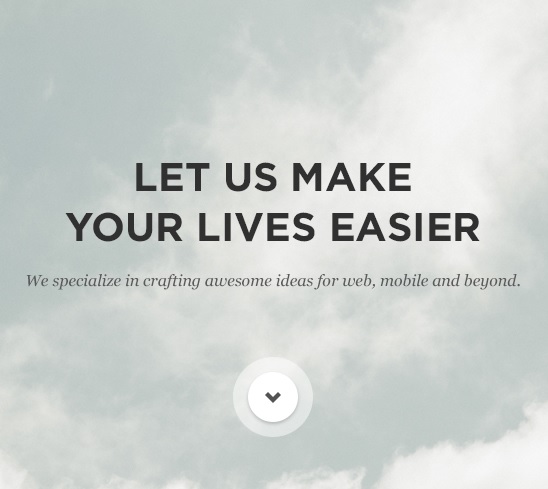 LET US MAKE
YOUR LIVES EASIER
We specialize in crafting awesome ideas for web, mobile and beyond.